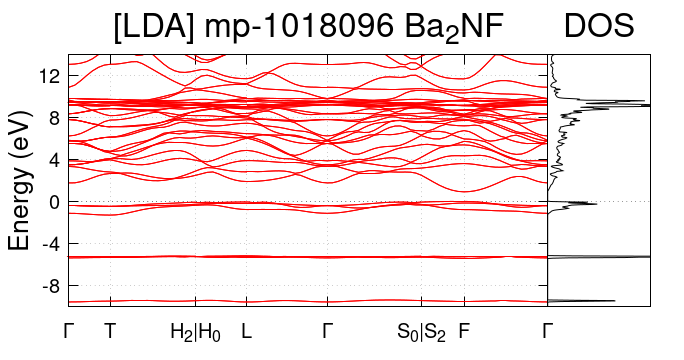 [LDA] mp-1018096 Ba₂NF DOS
Energy (eV)
12
8
4
0
-4
-8
Γ T H₂|H₀ L Γ S₀|S₂ F Γ